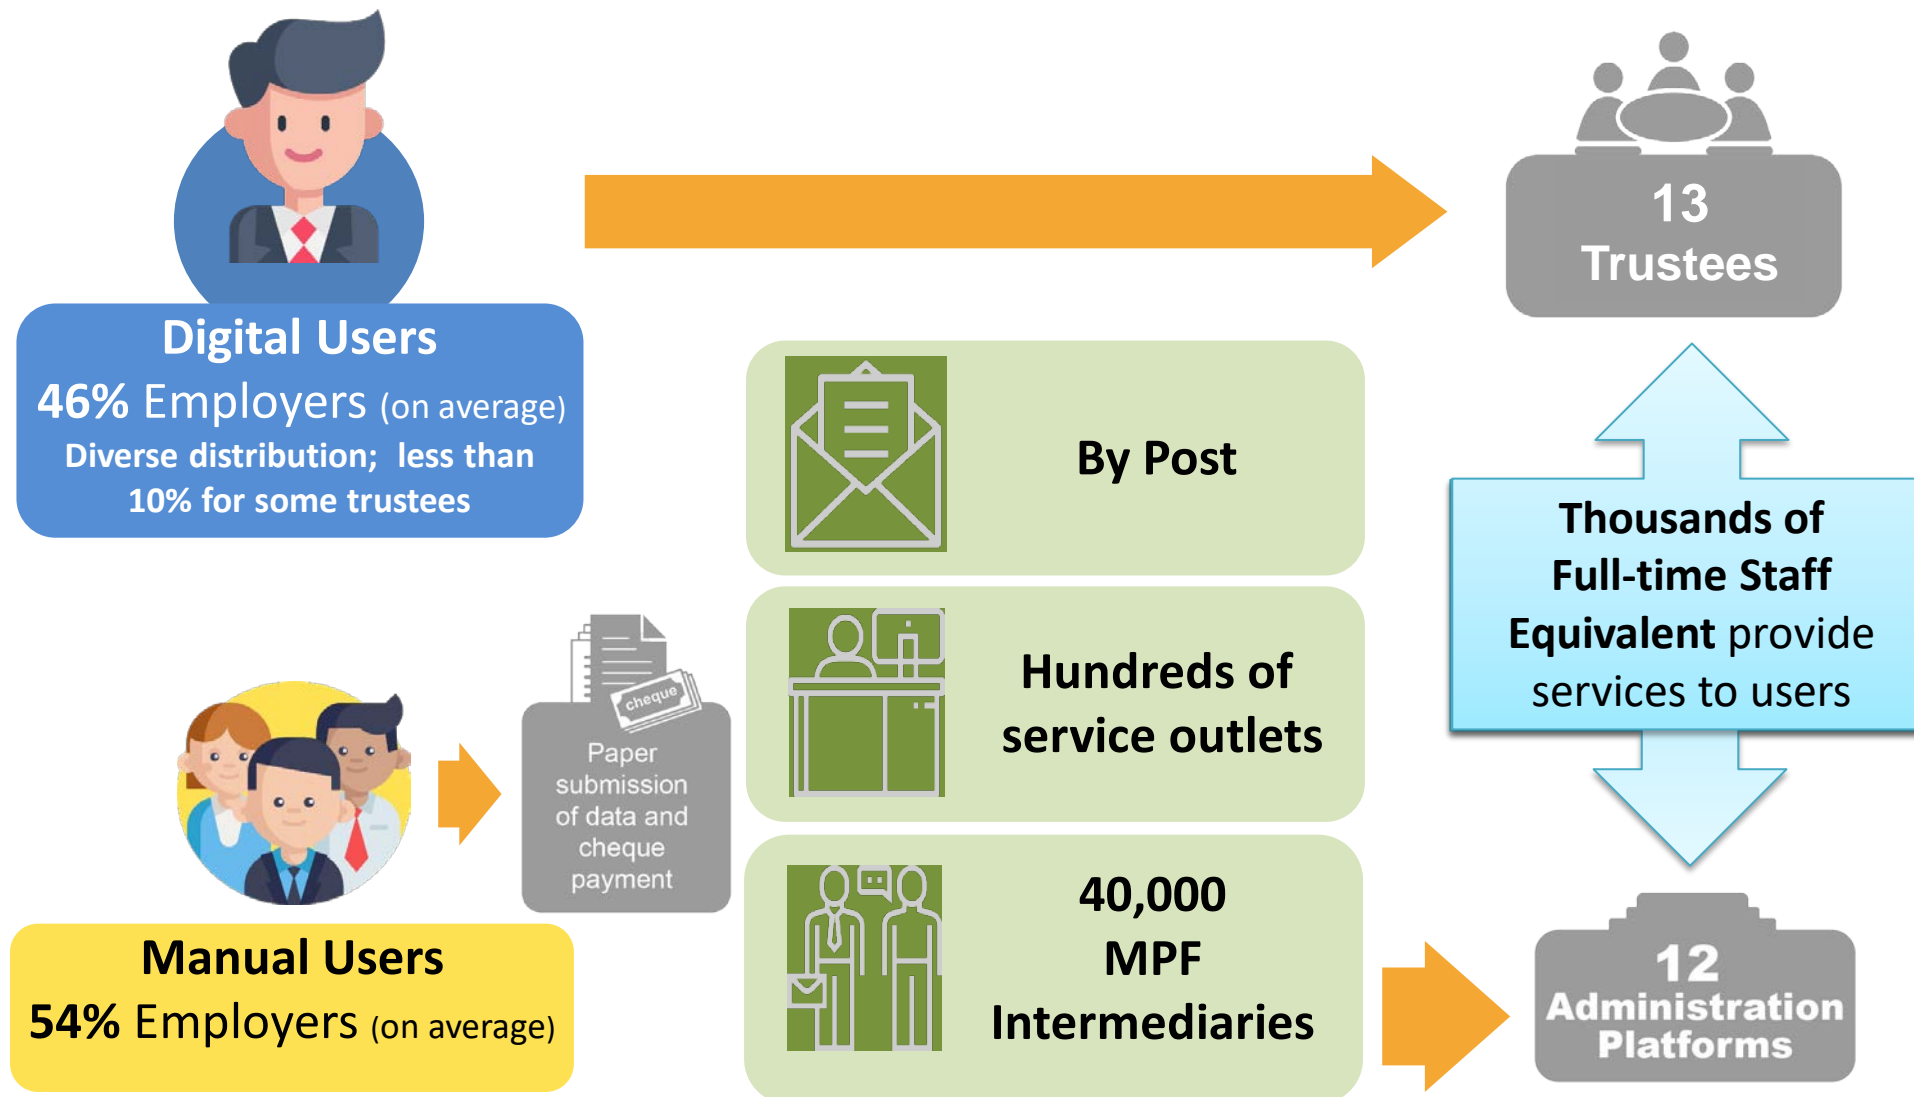 13
Trustees
Digital Users
46% Employers (on average)
Diverse distribution;  less than
10% for some trustees
By Post
Thousands of
Full-time Staff
Equivalent provide
services to users
Hundreds of
service outlets
cheque
Paper
submission
of data and
cheque
payment
40,000
MPF
Intermediaries
Manual Users
54% Employers (on average)
12
Administration
Platforms